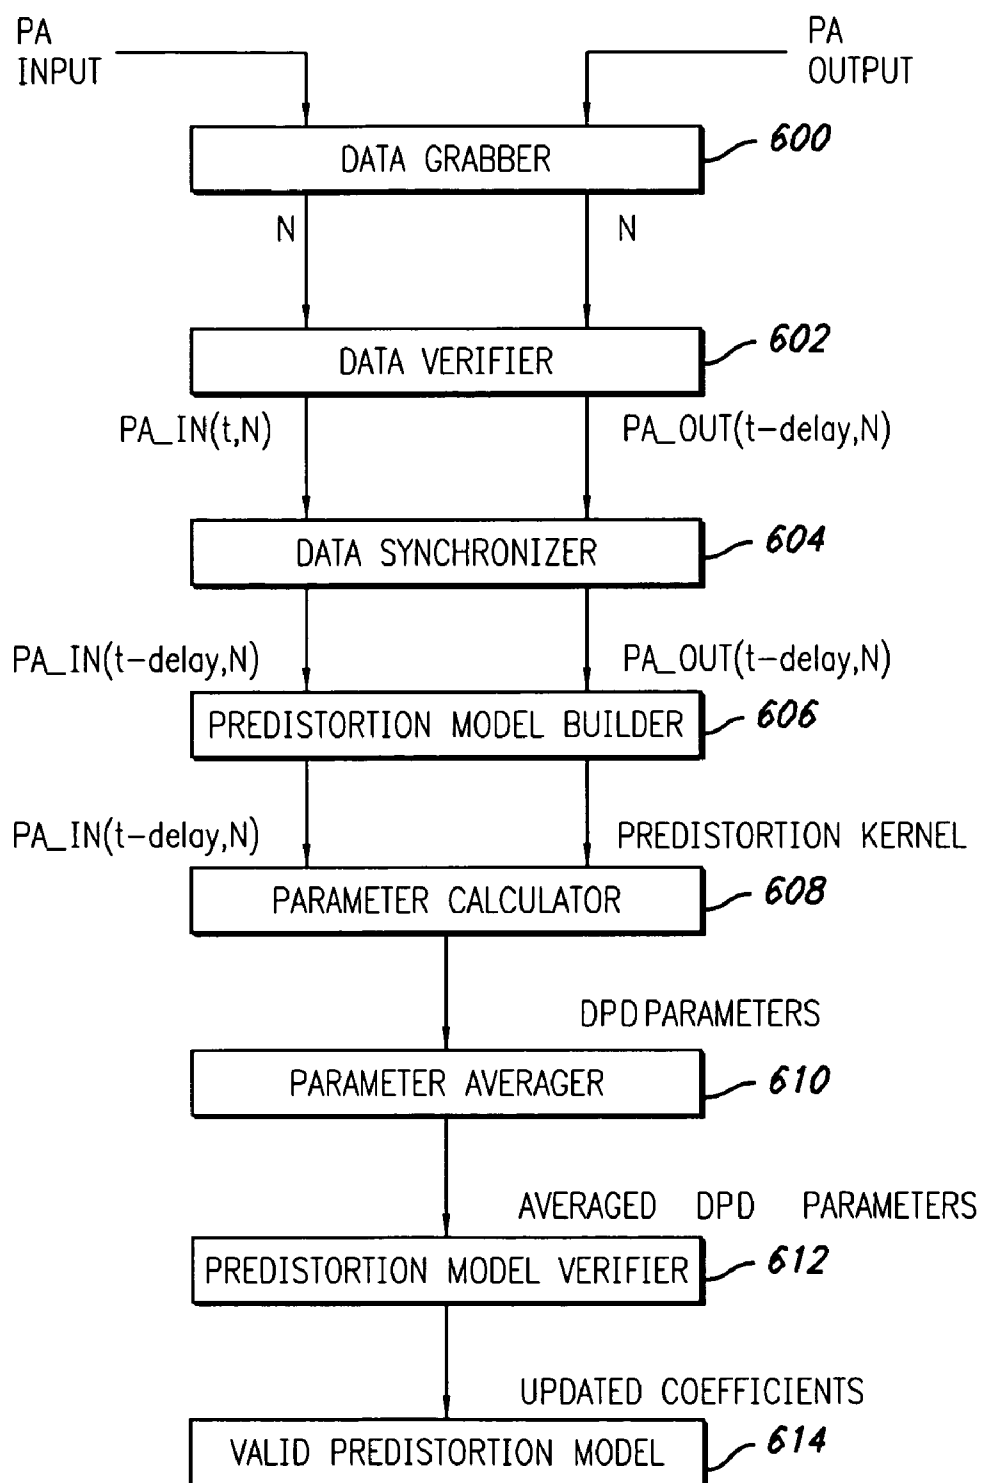 PA
INPUT
PA
OUTPUT
DATA GRABBER
600
N
N
DATA VERIFIER
602
PA_IN(t,N)
PA_OUT(t-delay,N)
DATA SYNCHRONIZER
604
PA_IN(t-delay,N)
PA_OUT(t-delay,N)
PREDISTORTION MODEL BUILDER
606
PA_IN(t-delay,N)
PREDISTORTION KERNEL
PARAMETER CALCULATOR
608
DPD PARAMETERS
PARAMETER AVERAGER
610
AVERAGED DPD PARAMETERS
PREDISTORTION MODEL VERIFIER
612
UPDATED COEFFICIENTS
VALID PREDISTORTION MODEL
614